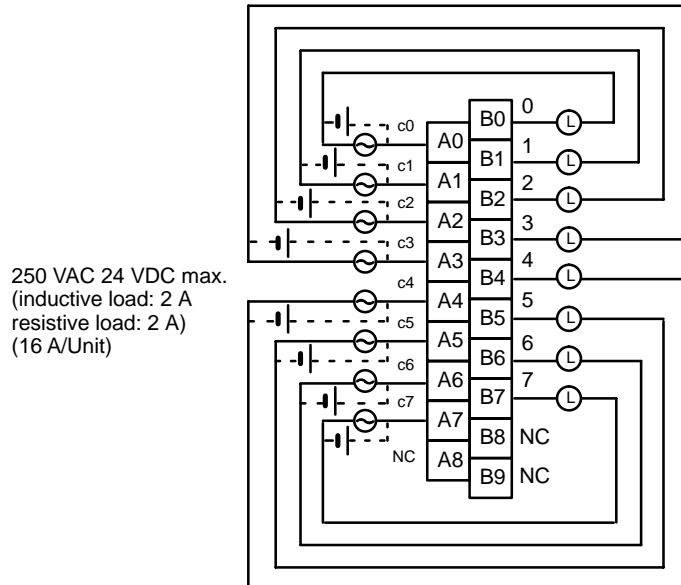 c0
c1
c2
c3
c4
c5
c6
c7
NC
A0
A1
A2
A3
A4
A5
A6
A7
A8
B0
B1
B2
B3
B4
B5
B6
B7
B8
B9
0
1
2
3
4
5
6
7
NC
NC
L
L
L
L
L
L
L
L
250 VAC 24 VDC max.
(inductive load: 2 A
resistive load: 2 A)
(16 A/Unit)